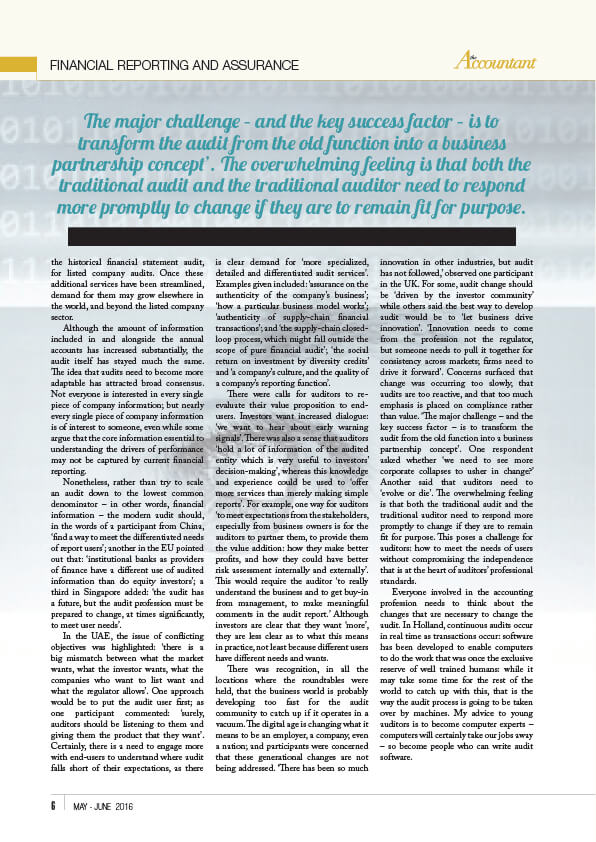 FINANCIAL REPORTING AND ASSURANCE
the Accountant
The major challenge – and the key success factor – is to
transform the audit from the old function into a business
partnership concept'. The overwhelming feeling is that both the
traditional audit and the traditional auditor need to respond
more promptly to change if they are to remain fit for purpose.
the historical financial statement audit,
for listed company audits. Once these
additional services have been streamlined,
demand for them may grow elsewhere in
the world, and beyond the listed company
sector.
Although the amount of information
included in and alongside the annual
accounts has increased substantially, the
audit itself has stayed much the same.
The idea that audits need to become more
adaptable has attracted broad consensus.
Not everyone is interested in every single
piece of company information; but nearly
every single piece of company information
is of interest to someone, even while some
argue that the core information essential to
understanding the drivers of performance
may not be captured by current financial
reporting.
Nonetheless, rather than try to scale
an audit down to the lowest common
denominator – in other words, financial
information – the modern audit should,
in the words of a participant from China,
'find a way to meet the differentiated needs
of report users'; another in the EU pointed
out that: 'institutional banks as providers
of finance have a different use of audited
information than do equity investors'; a
third in Singapore added: 'the audit has
a future, but the audit profession must be
prepared to change, at times significantly,
to meet user needs'.
In the UAE, the issue of conflicting
objectives was highlighted: 'there is a
big mismatch between what the market
wants, what the investor wants, what the
companies who want to list want and
what the regulator allows'. One approach
would be to put the audit user first; as
one participant commented: 'surely,
auditors should be listening to them and
giving them the product that they want'.
Certainly, there is a need to engage more
with end-users to understand where audit
falls short of their expectations, as there
is clear demand for 'more specialized,
detailed and differentiated audit services'.
Examples given included: 'assurance on the
authenticity of the company's business';
'how a particular business model works';
'authenticity of supply-chain financial
transactions'; and 'the supply-chain closed-
loop process, which might fall outside the
scope of pure financial audit'; 'the social
return on investment by diversity credits'
and 'a company's culture, and the quality of
a company's reporting function'.
There were calls for auditors to re-
evaluate their value proposition to end-
users. Investors want increased dialogue:
'we want to hear about early warning
signals'. There was also a sense that auditors
'hold a lot of information of the audited
entity which is very useful to investors'
decision-making', whereas this knowledge
and experience could be used to 'offer
more services than merely making simple
reports'. For example, one way for auditors
'to meet expectations from the stakeholders,
especially from business owners is for the
auditors to partner them, to provide them
the value addition: how they make better
profits, and how they could have better
risk assessment internally and externally'.
This would require the auditor 'to really
understand the business and to get buy-in
from management, to make meaningful
comments in the audit report.' Although
investors are clear that they want 'more',
they are less clear as to what this means
in practice, not least because different users
have different needs and wants.
There was recognition, in all the
locations where the roundtables were
held, that the business world is probably
developing too fast for the audit
community to catch up if it operates in a
vacuum. The digital age is changing what it
means to be an employer, a company, even
a nation; and participants were concerned
that these generational changes are not
being addressed. 'There has been so much
innovation in other industries, but audit
has not followed,' observed one participant
in the UK. For some, audit change should
be 'driven by the investor community'
while others said the best way to develop
audit would be to 'let business drive
innovation'. 'Innovation needs to come
from the profession not the regulator,
but someone needs to pull it together for
consistency across markets; firms need to
drive it forward'. Concerns surfaced that
change was occurring too slowly, that
audits are too reactive, and that too much
emphasis is placed on compliance rather
than value. 'The major challenge – and the
key success factor – is to transform the
audit from the old function into a business
partnership concept'. One respondent
asked whether 'we need to see more
corporate collapses to usher in change?'
Another said that auditors need to
'evolve or die'. The overwhelming feeling
is that both the traditional audit and the
traditional auditor need to respond more
promptly to change if they are to remain
fit for purpose. This poses a challenge for
auditors: how to meet the needs of users
without compromising the independence
that is at the heart of auditors' professional
standards.
Everyone involved in the accounting
profession needs to think about the
changes that are necessary to change the
audit. In Holland, continuous audits occur
in real time as transactions occur: software
has been developed to enable computers
to do the work that was once the exclusive
reserve of well trained humans: while it
may take some time for the rest of the
world to catch up with this, that is the
way the audit process is going to be taken
over by machines. My advice to young
auditors is to become computer experts –
computers will certainly take our jobs away
– so become people who can write audit
software.
6 MAY - JUNE 2016